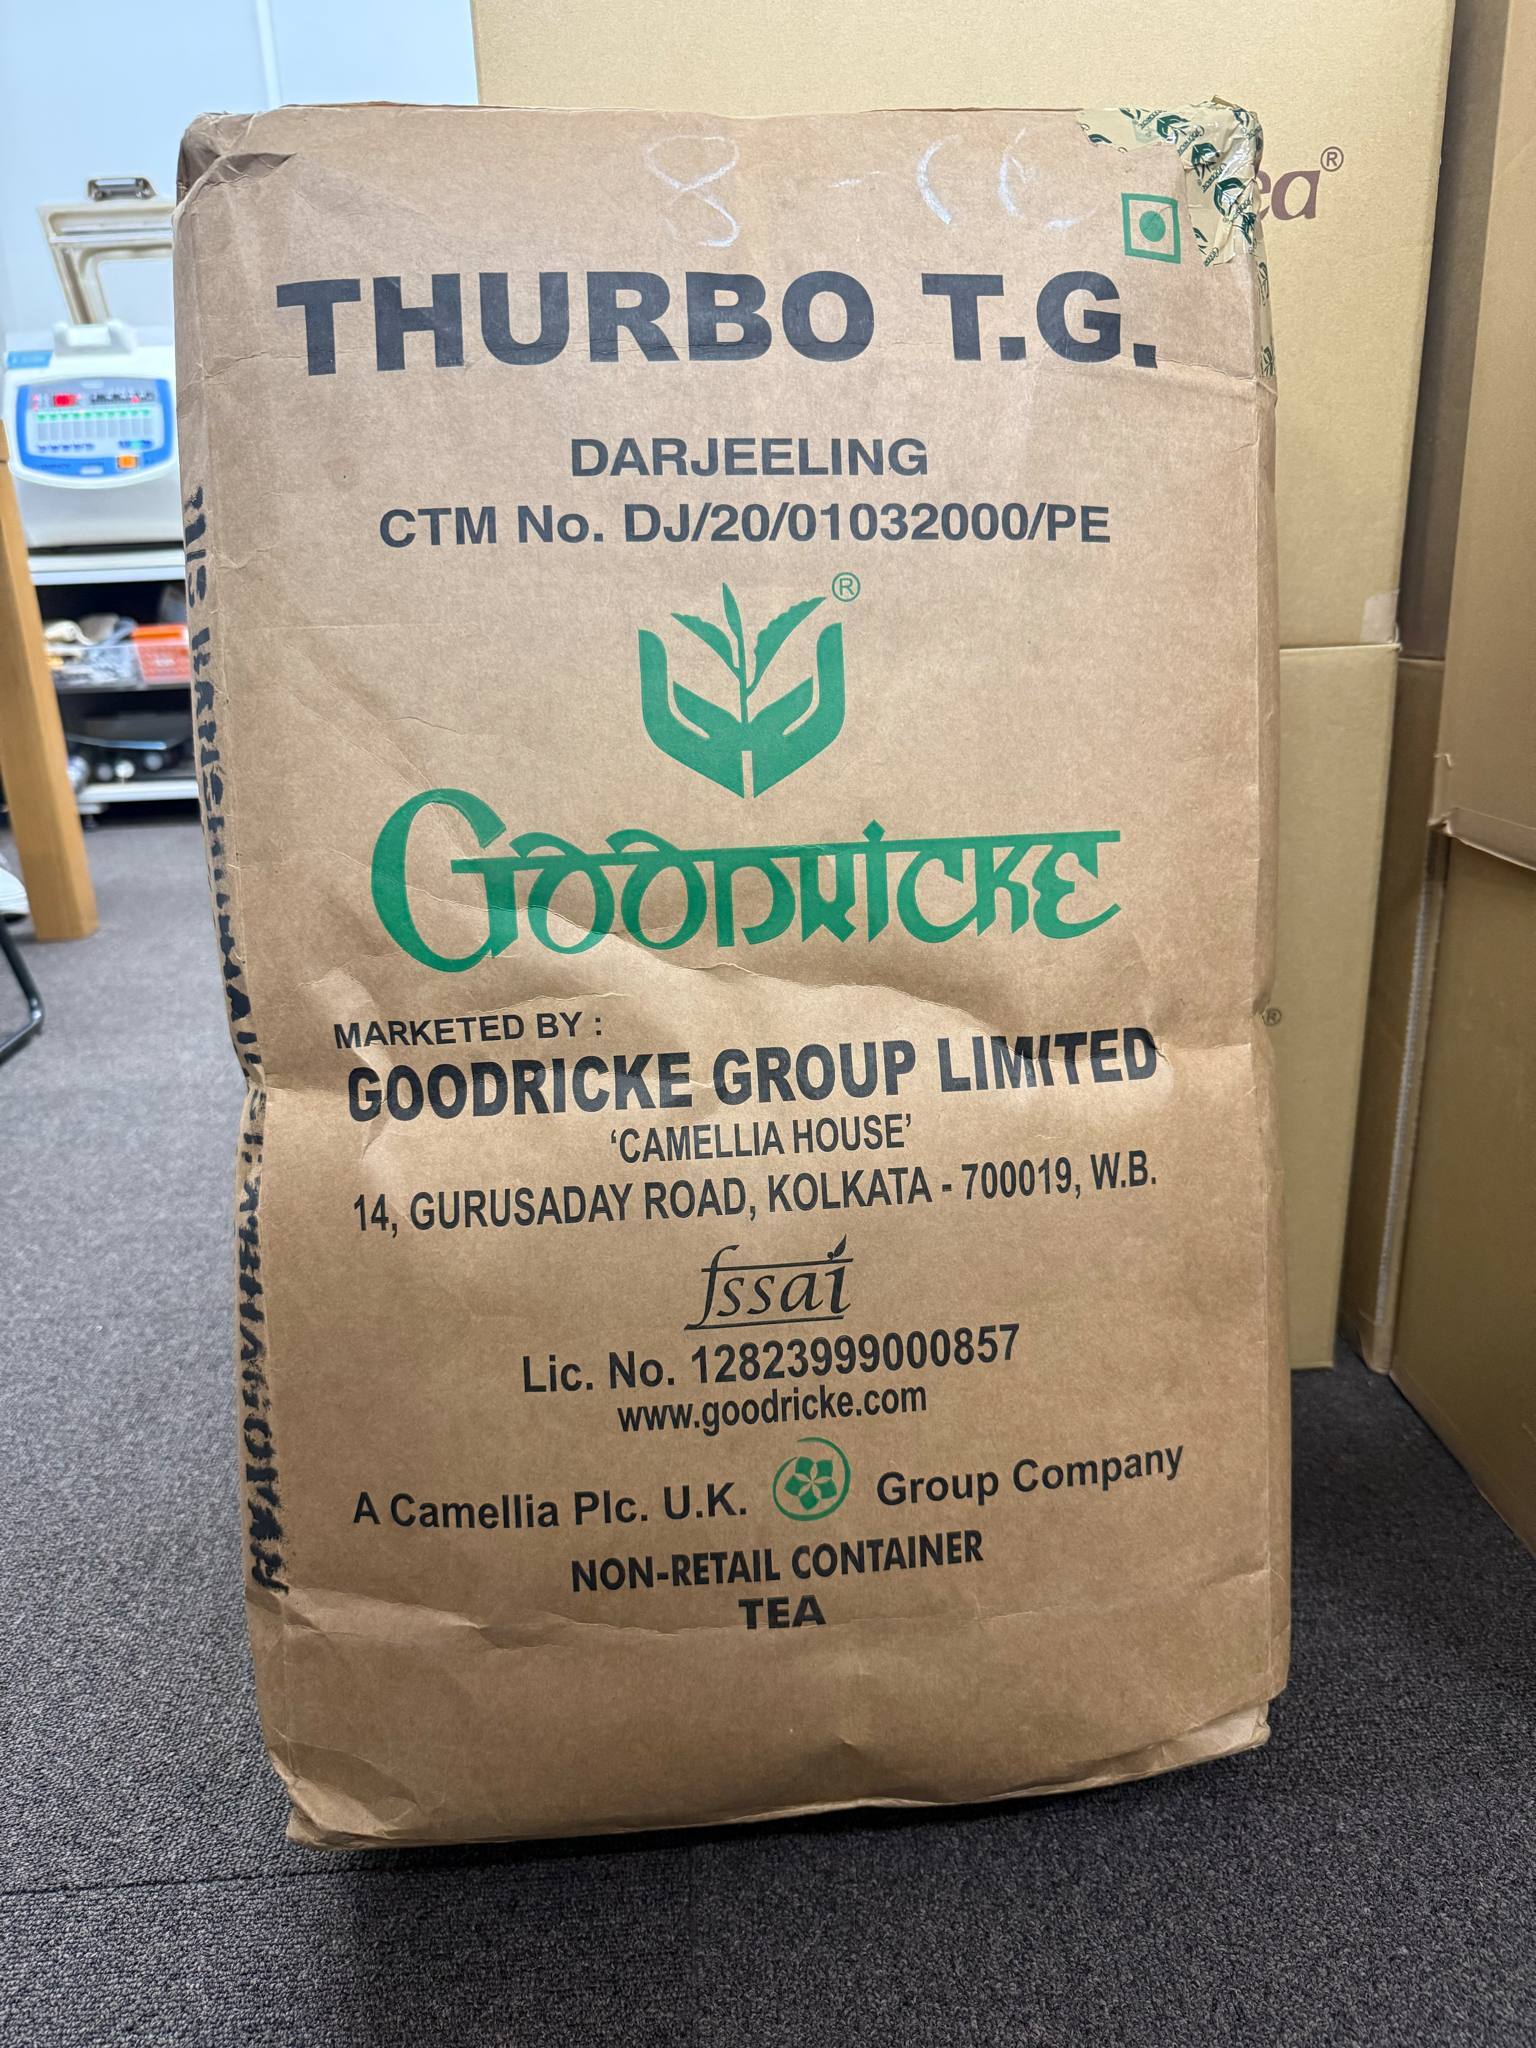 THURBO T.G.
DARJEELING
CTM No. DJ/20/01032000/PE
®
GOODRICKE
MARKETED BY :
GOODRICKE GROUP LIMITED
'CAMELLIA HOUSE'
14, GURUSADAY ROAD, KOLKATA - 700019, W.B.
fssai
Lic. No. 12823999000857
www.goodricke.com
A Camellia Plc. U.K. Group Company
NON-RETAIL CONTAINER
TEA
ea®
®